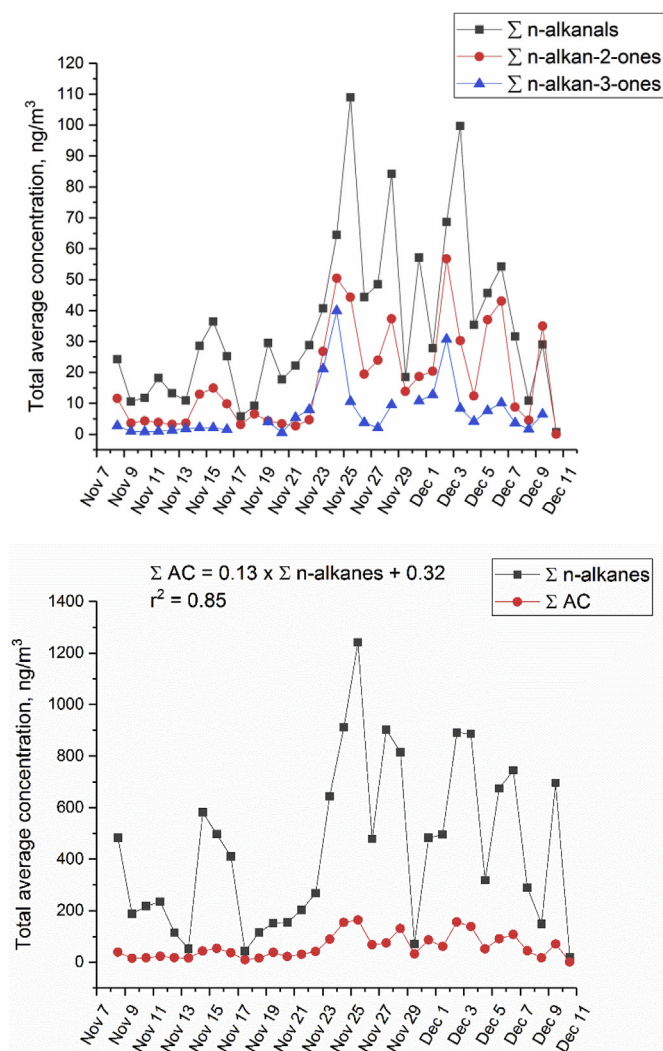 Σ n-alkanals
Σ n-alkan-2-ones
Σ n-alkan-3-ones
Total average concentration, ng/m³
120
110
100
90
80
70
60
50
40
30
20
10
0
Nov 7
Nov 9
Nov 11
Nov 13
Nov 15
Nov 17
Nov 19
Nov 21
Nov 23
Nov 25
Nov 27
Nov 29
Dec 1
Dec 3
Dec 5
Dec 7
Dec 9
Dec 11
Σ AC = 0.13 x Σ n-alkanes + 0.32
r² = 0.85
Σ n-alkanes
Σ AC
Total average concentration, ng/m³
1400
1200
1000
800
600
400
200
0
Nov 7
Nov 9
Nov 11
Nov 13
Nov 15
Nov 17
Nov 19
Nov 21
Nov 23
Nov 25
Nov 27
Nov 29
Dec 1
Dec 3
Dec 5
Dec 7
Dec 9
Dec 11